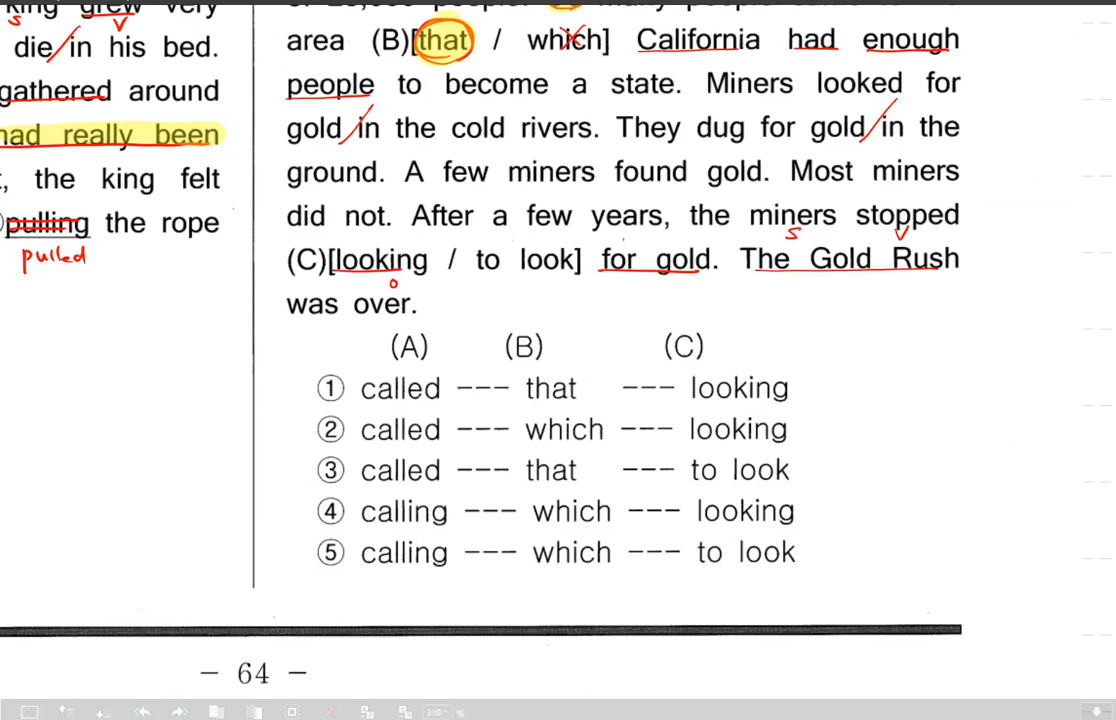 king grew very
s v
die/in his bed.
gathered around
had really been
the king felt
pulling the rope
pulled
area (B)[that / which] California had enough
people to become a state. Miners looked for
gold/in the cold rivers. They dug for gold/in the
ground. A few miners found gold. Most miners
did not. After a few years, the miners stopped
s v
(C)[looking / to look] for gold. The Gold Rush
o
was over.
(A) (B) (C)
① called --- that --- looking
② called --- which --- looking
③ called --- that --- to look
④ calling --- which --- looking
⑤ calling --- which --- to look
- 64 -
310 %